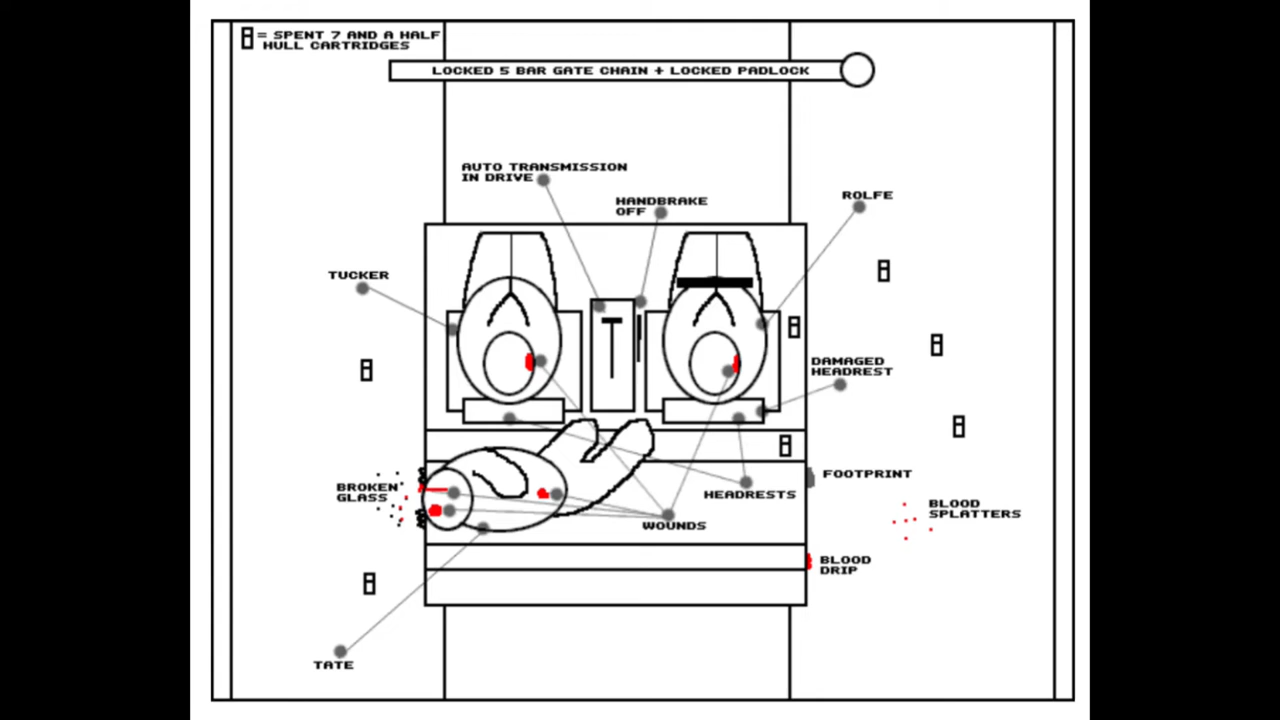 = SPENT 7 AND A HALF
HULL CARTRIDGES
LOCKED 5 BAR GATE CHAIN + LOCKED PADLOCK
AUTO TRANSMISSION
IN DRIVE
HANDBRAKE
OFF
ROLFE
TUCKER
DAMAGED
HEADREST
BROKEN
GLASS
HEADRESTS
FOOTPRINT
WOUNDS
BLOOD
SPLATTERS
BLOOD
DRIP
TATE